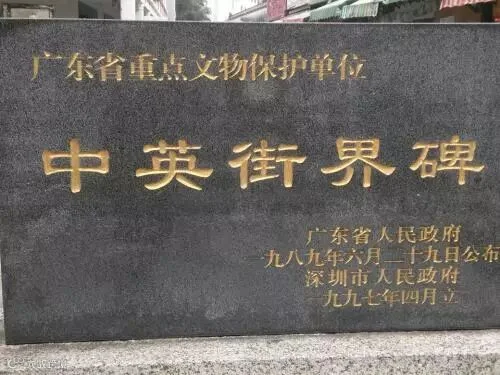 广东省重点文物保护单位
中英街界碑
广东省人民政府
一九八九年六月二十九日公布
深圳市人民政府
一九九七年四月立